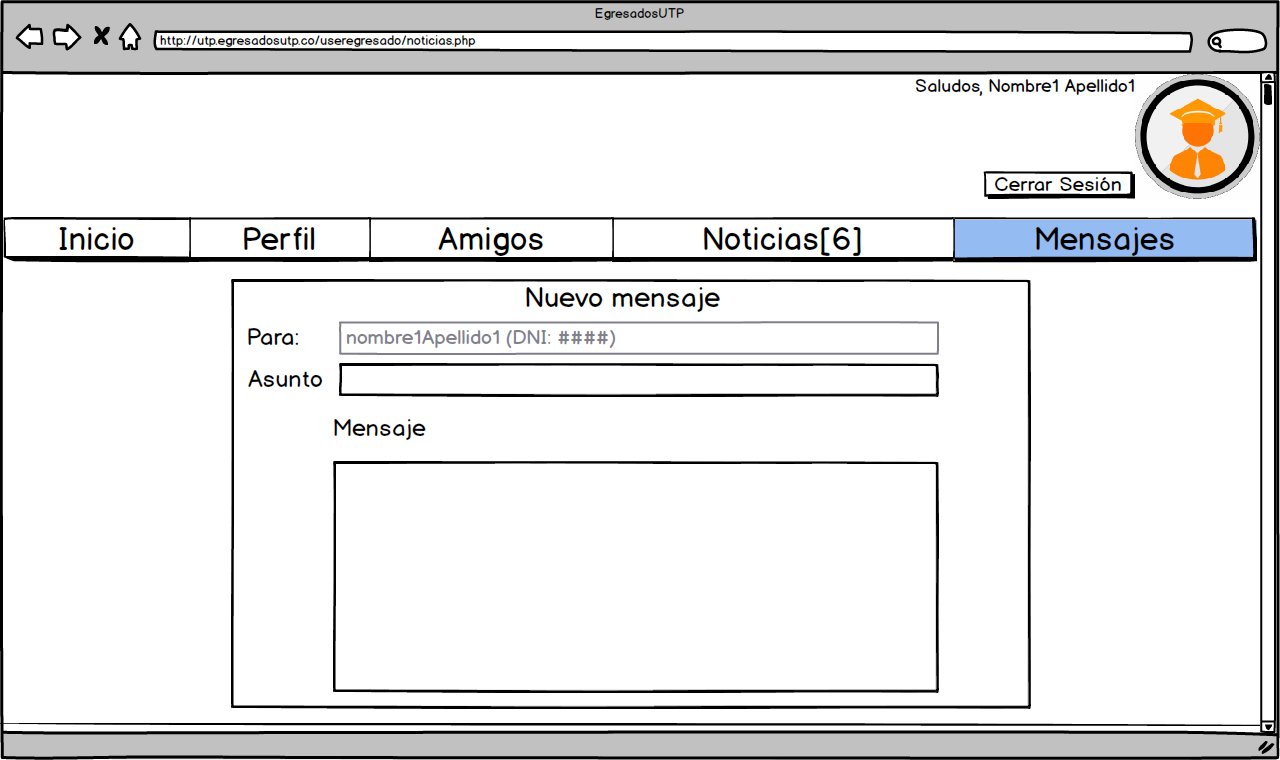 EgresadosUTP
http://utp.egresadosutp.co/useregresado/noticias.php
Saludos, Nombre1 Apellido1
Cerrar Sesión
Inicio Perfil Amigos Noticias[6] Mensajes
Nuevo mensaje
Para: nombre1Apellido1 (DNI: ####)
Asunto
Mensaje